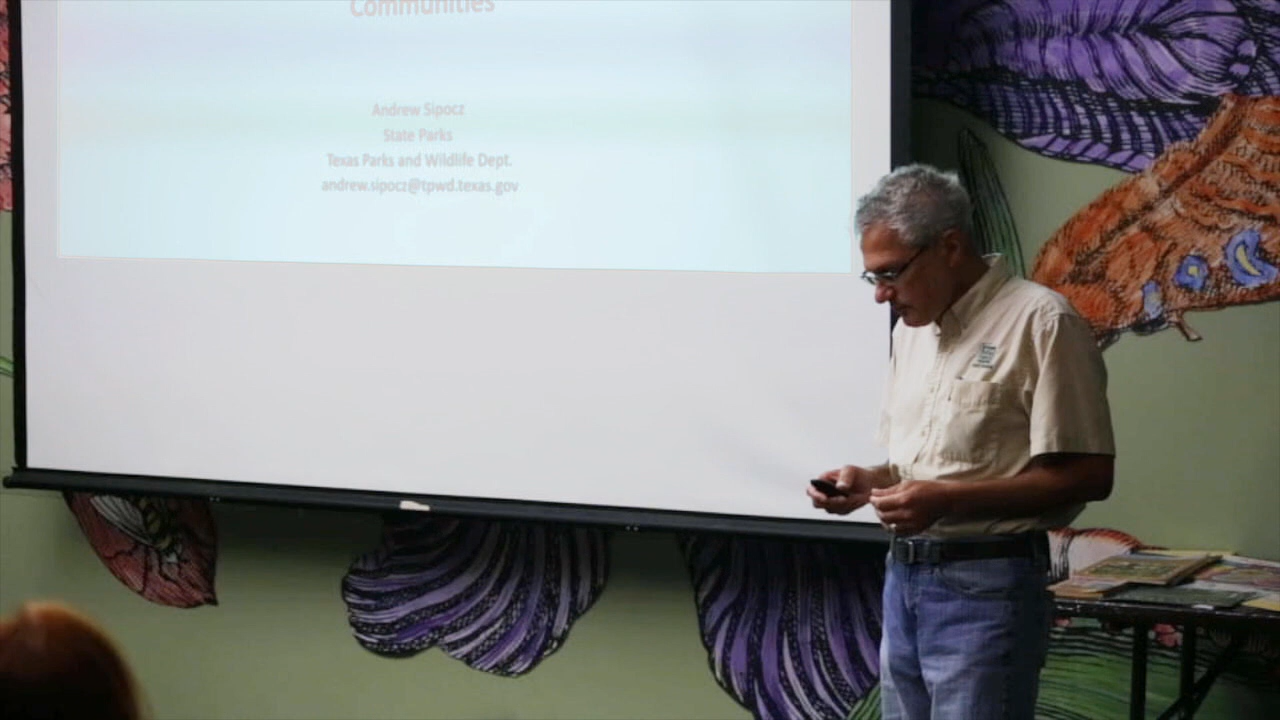 Communities
Andrew Sipocz
State Parks
Texas Parks and Wildlife Dept.
andrew.sipocz@tpwd.texas.gov